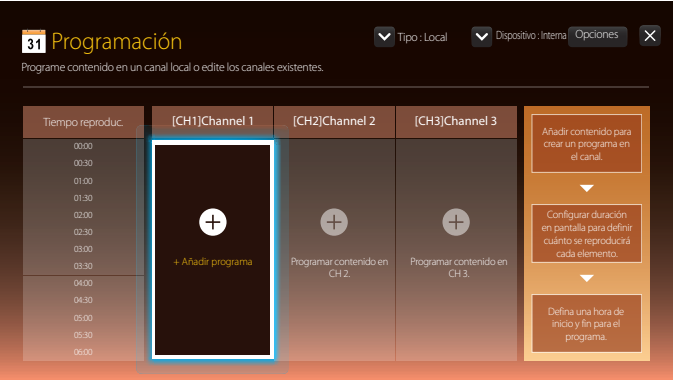 31 Programación
Tipo : Local
Dispositivo : Interna
Opciones
Programe contenido en un canal local o edite los canales existentes.
Tiempo reproduc.
[CH1]Channel 1
[CH2]Channel 2
[CH3]Channel 3
00:00
00:30
01:00
01:30
02:00
02:30
03:00
03:30
04:00
04:30
05:00
05:30
06:00
+ Añadir programa
Programar contenido en
CH 2.
Programar contenido en
CH 3.
Añadir contenido para
crear un programa en
el canal.
Configurar duración
en pantalla para definir
cuánto se reproducirá
cada elemento.
Defina una hora de
inicio y fin para el
programa.